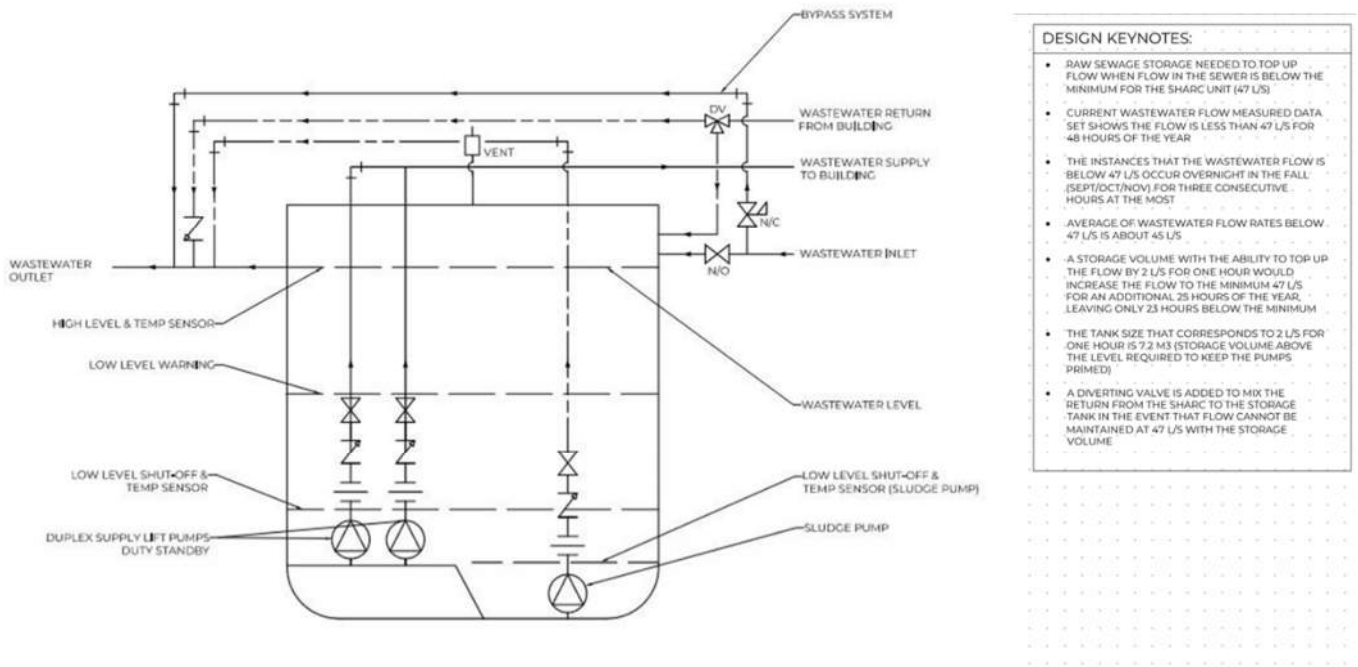 BYPASS SYSTEM
DV
WASTEWATER RETURN
FROM BUILDING
VENT
WASTEWATER SUPPLY
TO BUILDING
N/C
WASTEWATER INLET
N/O
WASTEWATER
OUTLET
HIGH LEVEL & TEMP SENSOR
LOW LEVEL WARNING
WASTEWATER LEVEL
LOW LEVEL SHUT-OFF &
TEMP SENSOR
LOW LEVEL SHUT-OFF &
TEMP SENSOR (SLUDGE PUMP)
DUPLEX SUPPLY LIFT PUMPS
DUTY STANDBY
SLUDGE PUMP
DESIGN KEYNOTES:
• RAW SEWAGE STORAGE NEEDED TO TOP UP
FLOW WHEN FLOW IN THE SEWER IS BELOW THE
MINIMUM FOR THE SHARC UNIT (47 L/S)
• CURRENT WASTEWATER FLOW MEASURED DATA
SET SHOWS THE FLOW IS LESS THAN 47 L/S FOR
48 HOURS OF THE YEAR
• THE INSTANCES THAT THE WASTEWATER FLOW IS
BELOW 47 L/S OCCUR OVERNIGHT IN THE FALL
(SEPT/OCT/NOV) FOR THREE CONSECUTIVE
HOURS AT THE MOST
• AVERAGE OF WASTEWATER FLOW RATES BELOW
47 L/S IS ABOUT 45 L/S
• A STORAGE VOLUME WITH THE ABILITY TO TOP UP
THE FLOW BY 2 L/S FOR ONE HOUR WOULD
INCREASE THE FLOW TO THE MINIMUM 47 L/S
FOR AN ADDITIONAL 25 HOURS OF THE YEAR,
LEAVING ONLY 23 HOURS BELOW THE MINIMUM
• THE TANK SIZE THAT CORRESPONDS TO 2 L/S FOR
ONE HOUR IS 7.2 M3 (STORAGE VOLUME ABOVE
THE LEVEL REQUIRED TO KEEP THE PUMPS
PRIMED)
• A DIVERTING VALVE IS ADDED TO MIX THE
RETURN FROM THE SHARC TO THE STORAGE
TANK IN THE EVENT THAT FLOW CANNOT BE
MAINTAINED AT 47 L/S WITH THE STORAGE
VOLUME